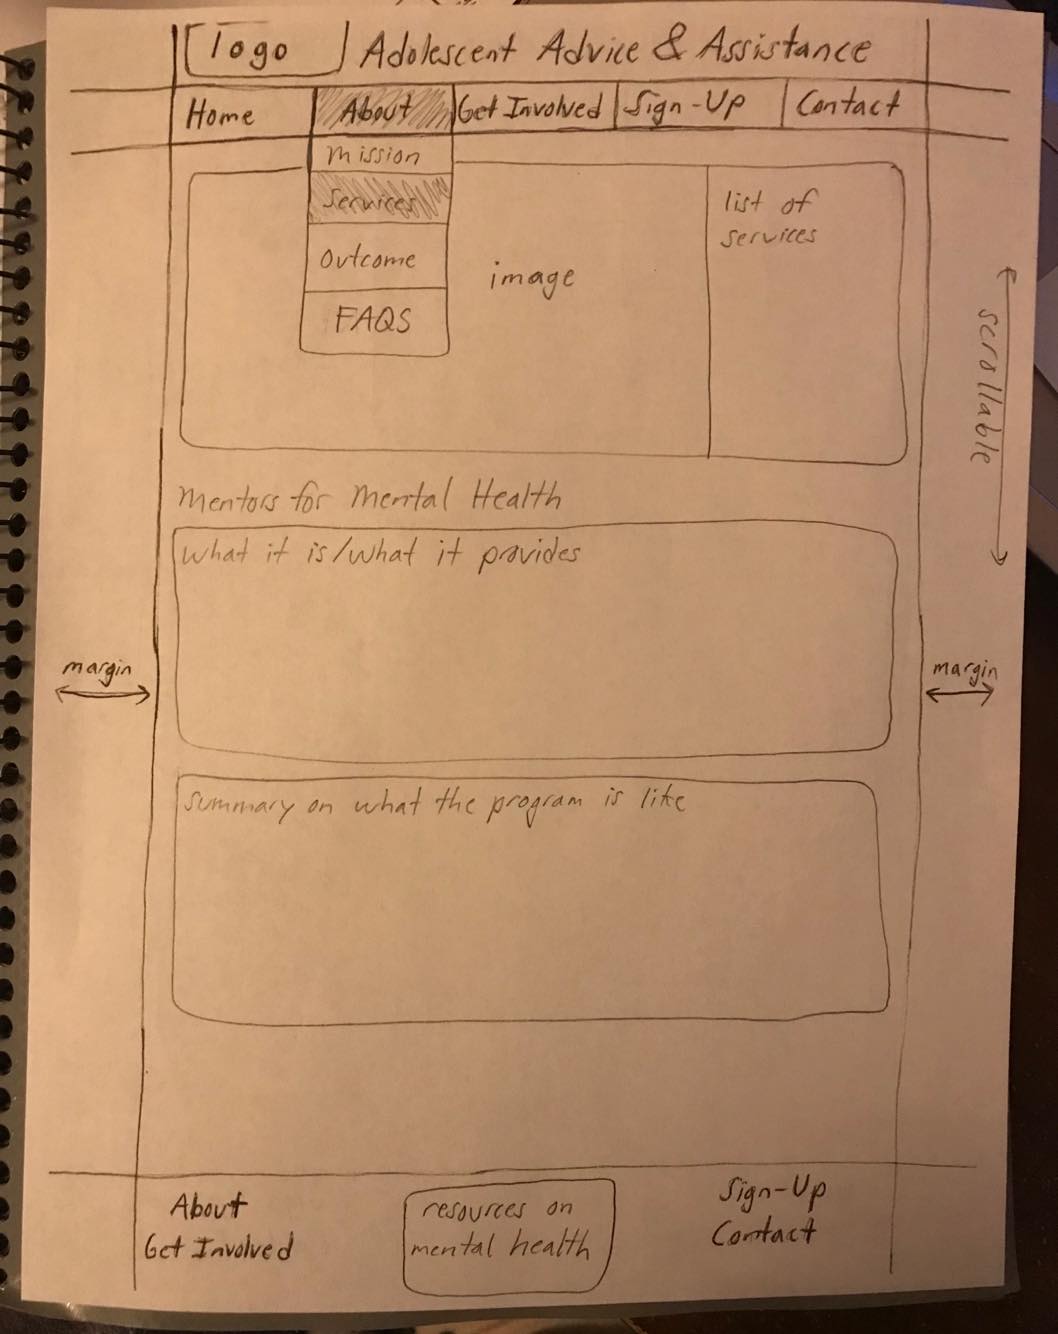 logo
Adolescent Advice & Assistance
Home
About
Get Involved
Sign-Up
Contact
mission
services
outcome
FAQS
image
list of
services
scrollable
Mentors for Mental Health
what it is/what it provides
margin
margin
summary on what the program is like
About
Get Involved
resources on
mental health
Sign-Up
Contact